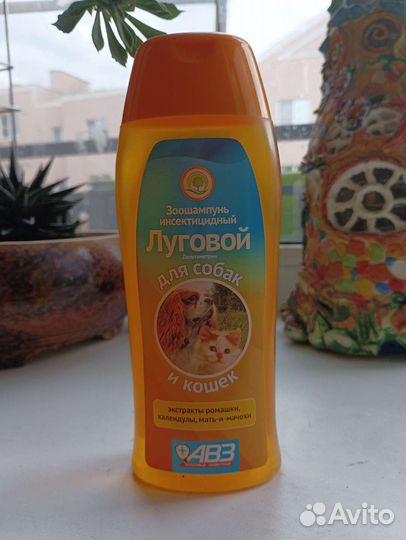 Зоошампунь
инсектицидный
Луговой
Дельтаметрин
для собак
и кошек
экстракты ромашки,
календулы, мать-и-мачехи
АВЗ
Avito